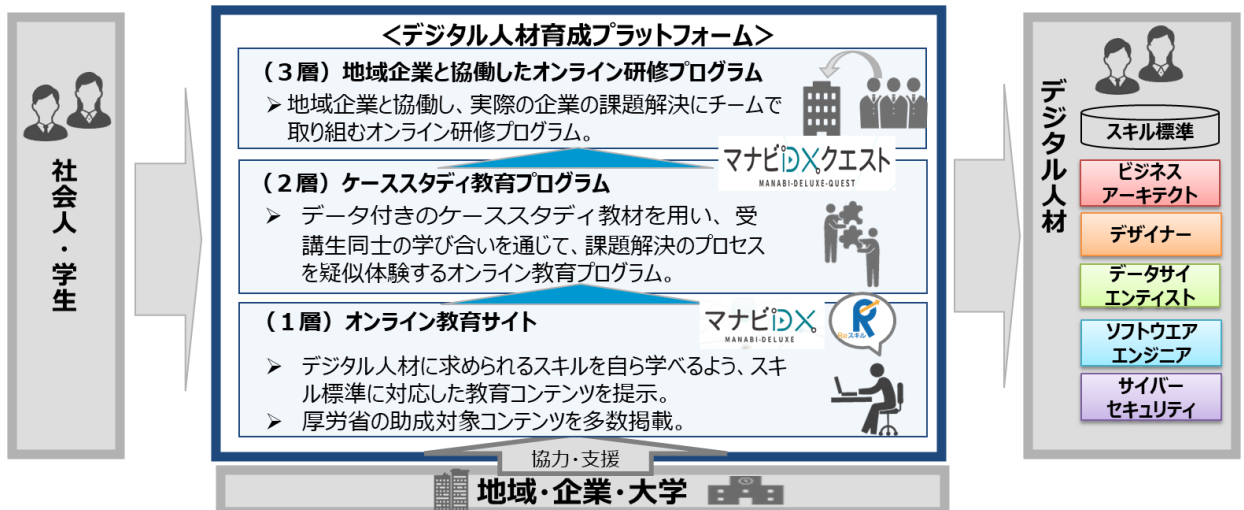 社会人・学生
<デジタル人材育成プラットフォーム>
(3層)地域企業と協働したオンライン研修プログラム
➢ 地域企業と協働し、実際の企業の課題解決にチームで
取り組むオンライン研修プログラム。
マナビDXクエスト
MANABI-DELUXE-QUEST
(2層)ケーススタディ教育プログラム
➢ データ付きのケーススタディ教材を用い、受
講生同士の学び合いを通じて、課題解決のプロセス
を疑似体験するオンライン教育プログラム。
(1層)オンライン教育サイト
マナビDX
MANABI-DELUXE
R
Reスキル
➢ デジタル人材に求められるスキルを自ら学べるよう、スキ
ル標準に対応した教育コンテンツを提示。
➢ 厚労省の助成対象コンテンツを多数掲載。
協力・支援
地域・企業・大学
デジタル人材
スキル標準
ビジネス
アーキテクト
デザイナー
データサイ
エンティスト
ソフトウエア
エンジニア
サイバー
セキュリティ